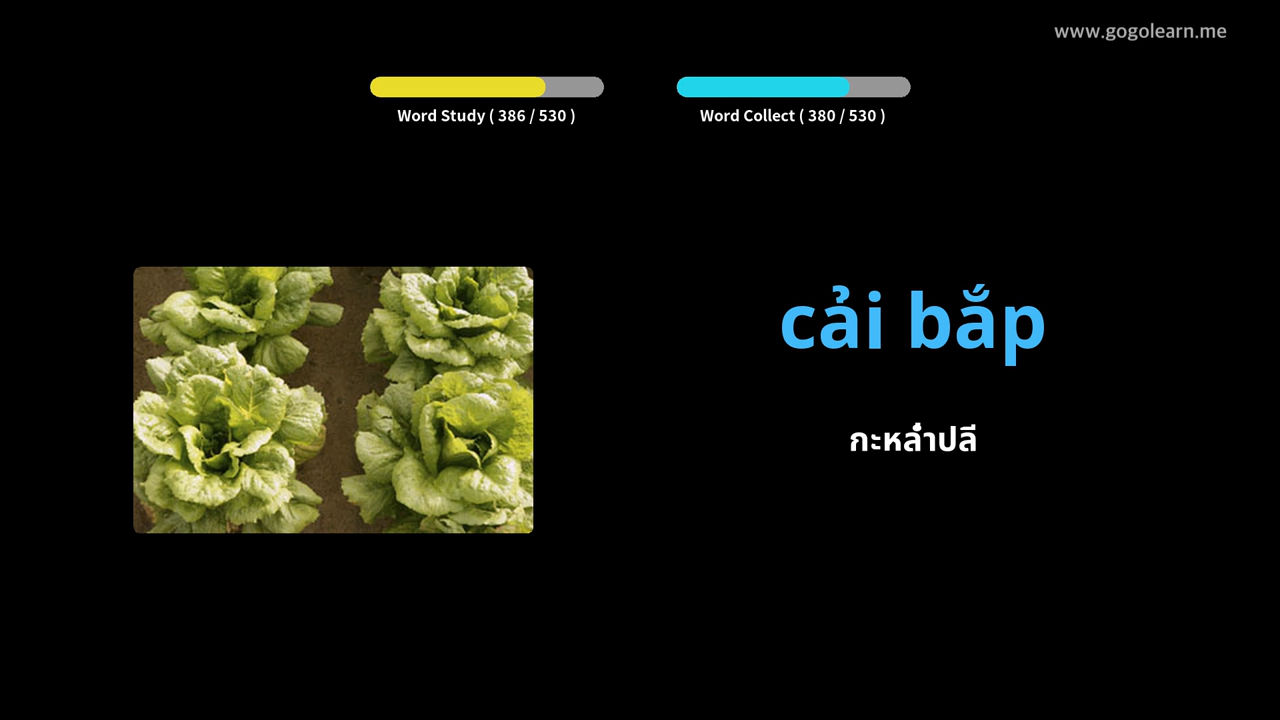 www.gogolearn.me
Word Study ( 386 / 530 )
Word Collect ( 380 / 530 )
cải bắp
กะหล่ำปลี